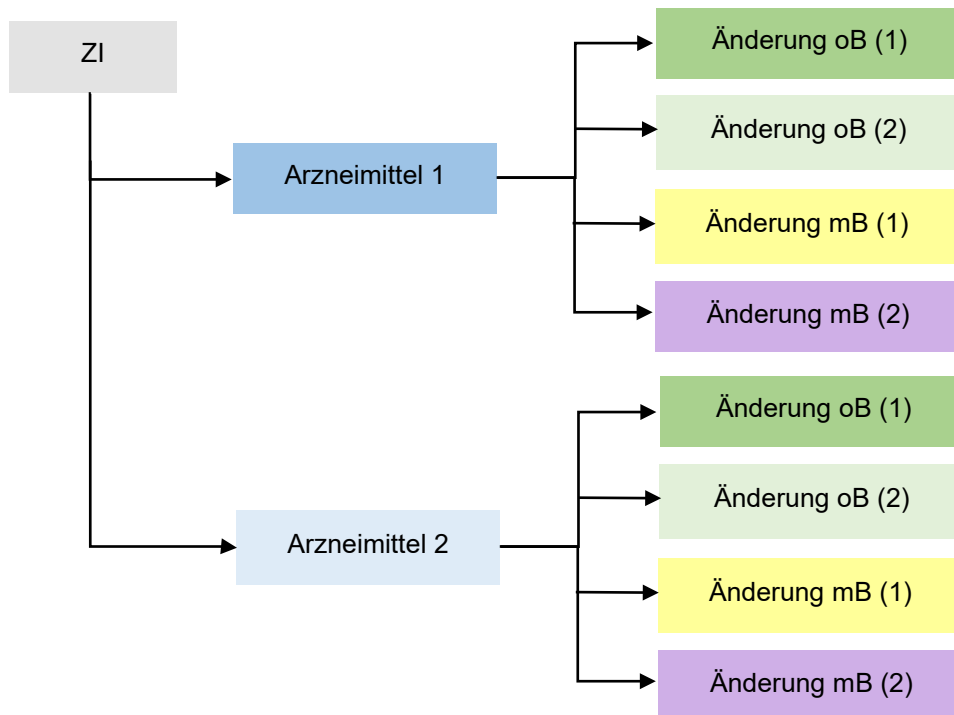 ZI
Arzneimittel 1
Änderung oB (1)
Änderung oB (2)
Änderung mB (1)
Änderung mB (2)
Arzneimittel 2
Änderung oB (1)
Änderung oB (2)
Änderung mB (1)
Änderung mB (2)